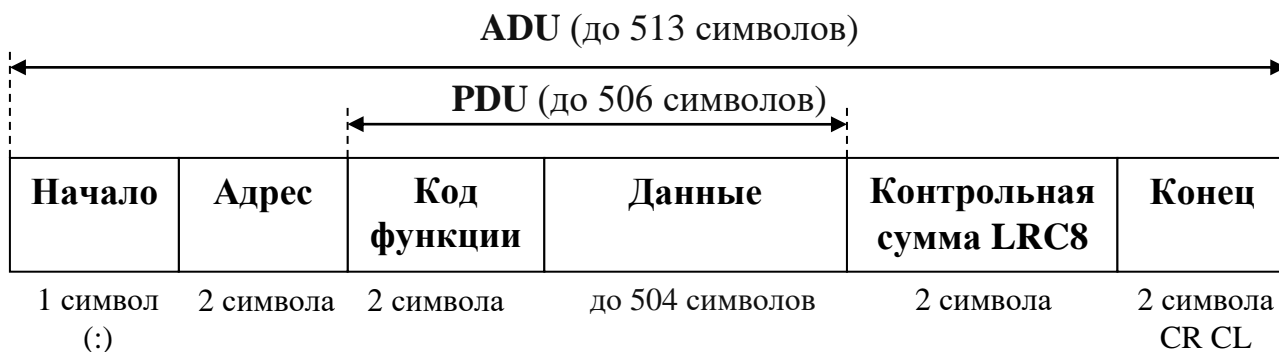 ADU (до 513 символов)
PDU (до 506 символов)
Начало
Адрес
Код
функции
Данные
Контрольная
сумма LRC8
Конец
1 символ
(:)
2 символа
2 символа
до 504 символов
2 символа
2 символа
CR CL